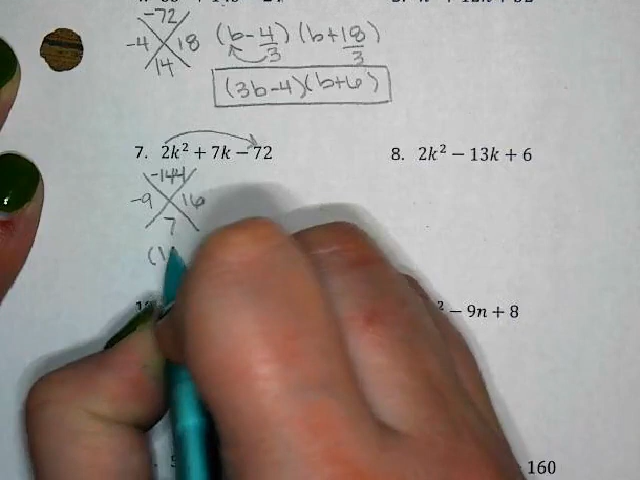 -72
-4 18
14
(b-4/3)(b+18/3)
(3b-4)(b+6)
7. 2k² + 7k − 72
8. 2k² − 13k + 6
-144
-9 16
7
(
² − 9n + 8
160